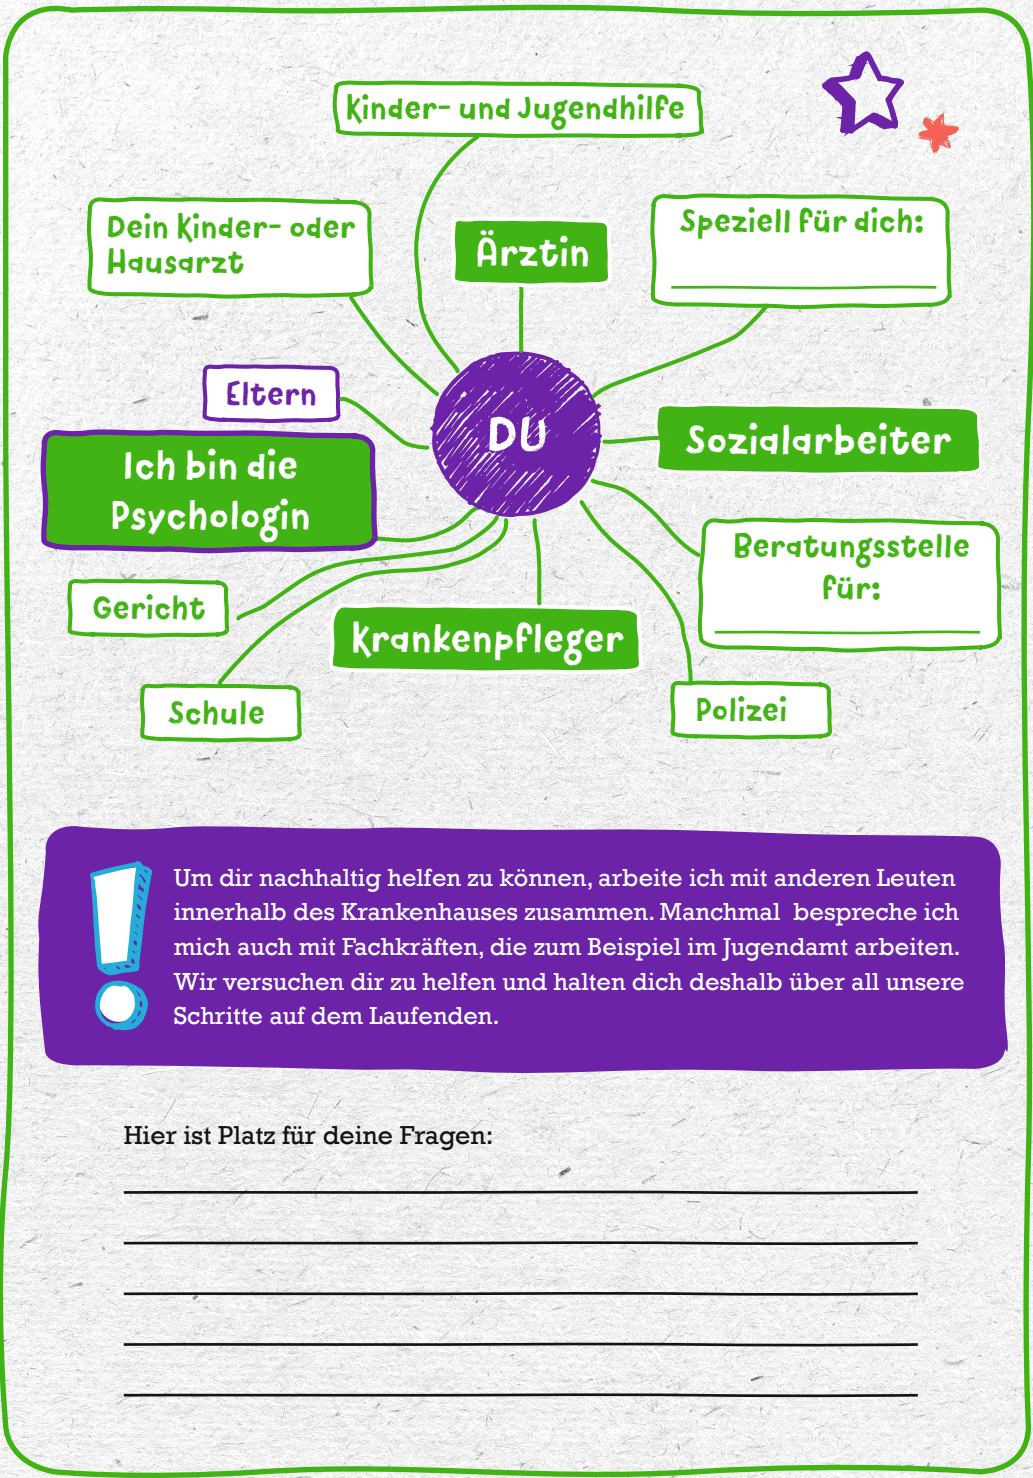 Kinder- und Jugendhilfe
Dein Kinder- oder
Hausarzt
Ärztin
Speziell für dich:
Eltern
DU
Sozialarbeiter
Ich bin die
Psychologin
Beratungsstelle
für:
Gericht
Krankenpfleger
Schule
Polizei
Um dir nachhaltig helfen zu können, arbeite ich mit anderen Leuten
innerhalb des Krankenhauses zusammen. Manchmal bespreche ich
mich auch mit Fachkräften, die zum Beispiel im Jugendamt arbeiten.
Wir versuchen dir zu helfen und halten dich deshalb über all unsere
Schritte auf dem Laufenden.
Hier ist Platz für deine Fragen: